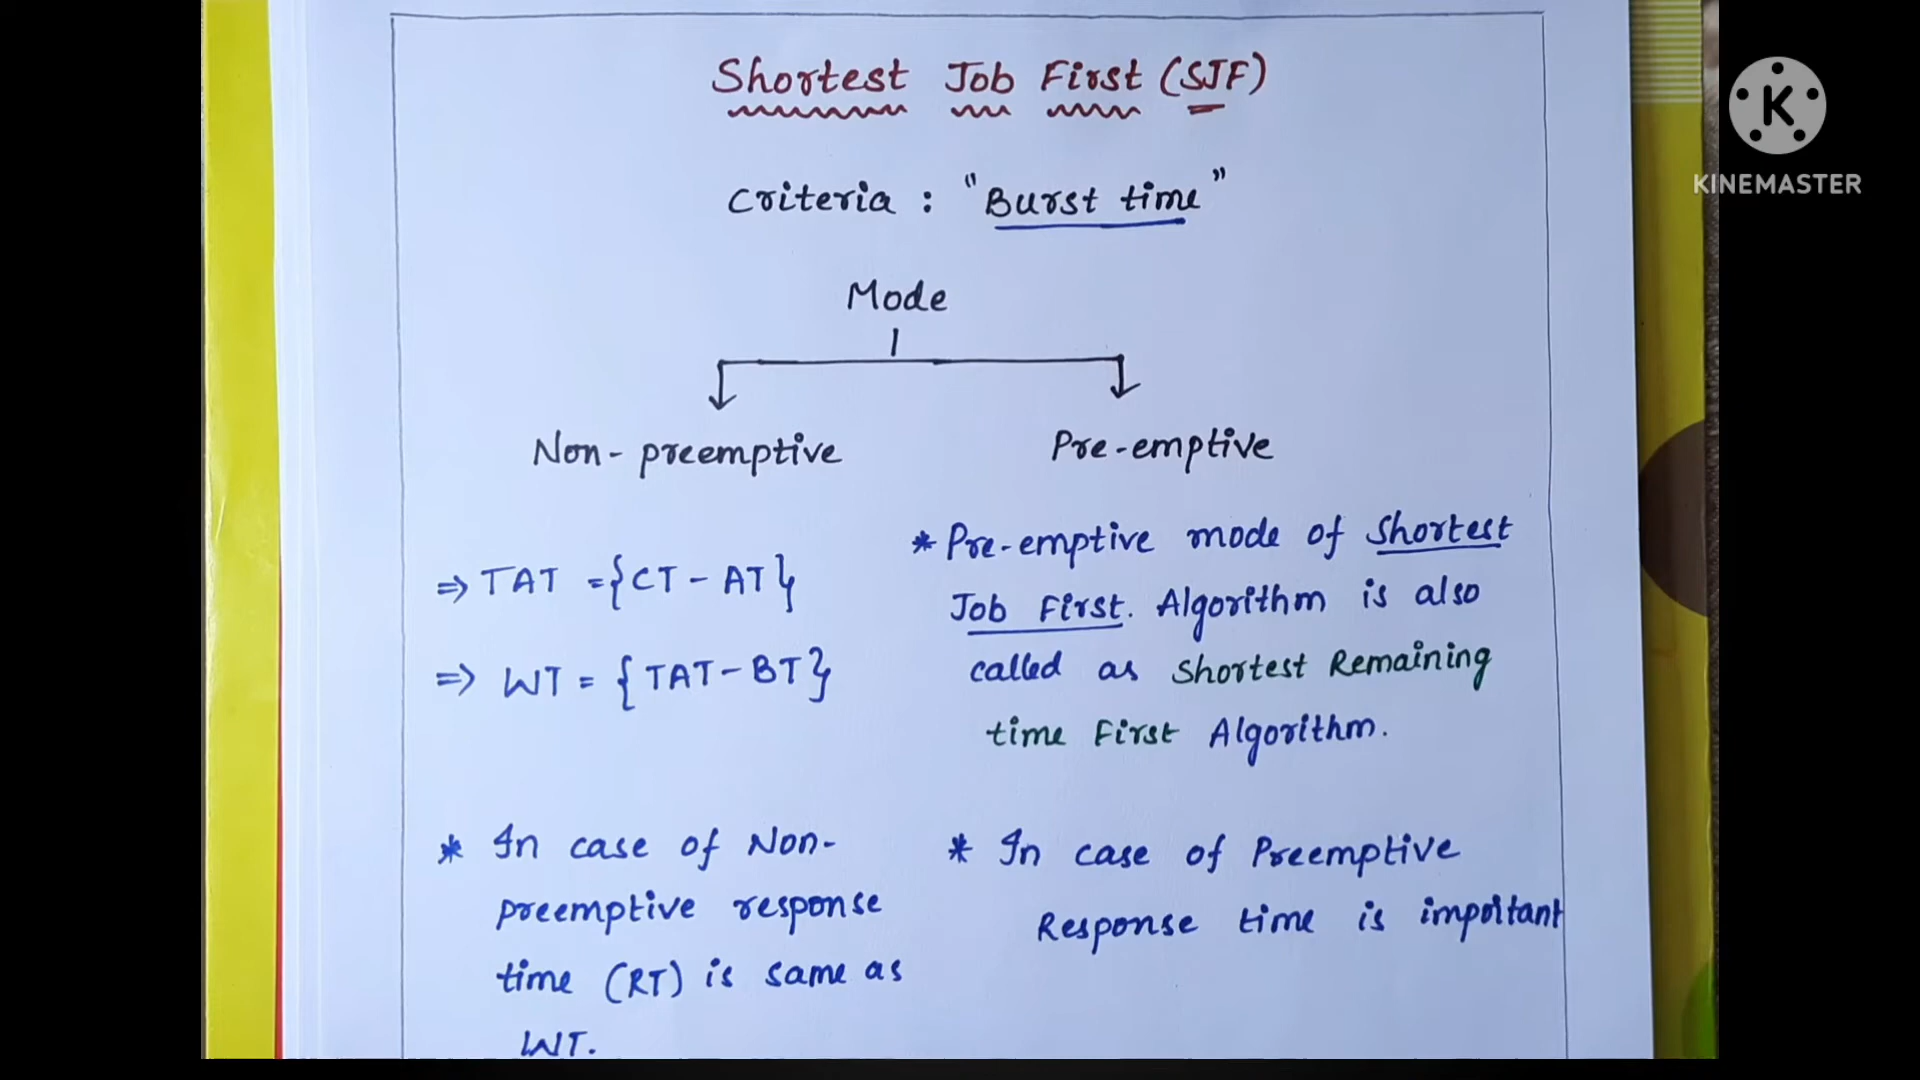 Shortest Job First (SJF)
Criteria : "Burst time"
Mode
Non-preemptive
Pre-emptive
⇒ TAT = {CT - AT}
⇒ WT = {TAT - BT}
* In case of Non-
preemptive response
time (RT) is same as
WT.
* Pre-emptive mode of Shortest
Job First. Algorithm is also
called as Shortest Remaining
time First Algorithm.
* In case of Preemptive
Response time is important
K
KINEMASTER